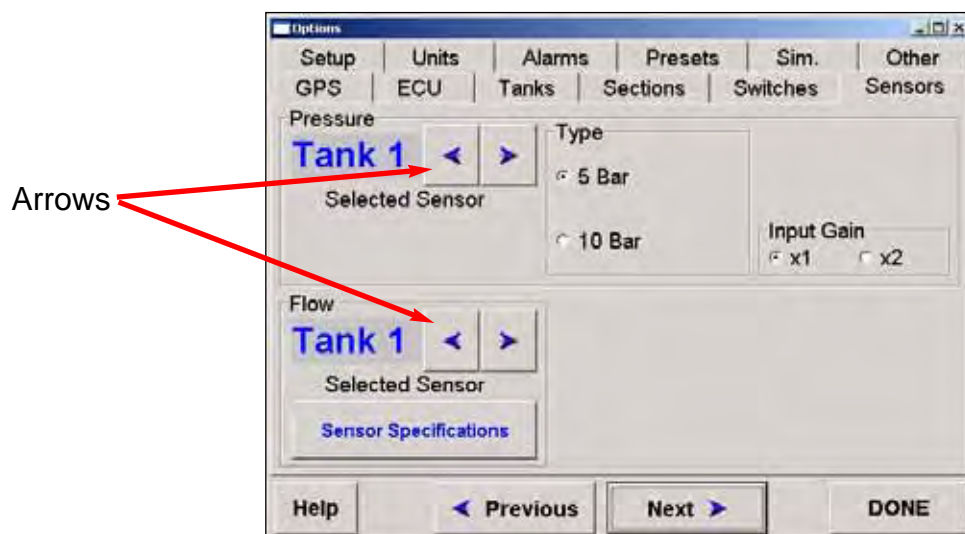 Options
Setup Units Alarms Presets Sim. Other
GPS ECU Tanks Sections Switches Sensors
Pressure
Tank 1
Selected Sensor
Type
5 Bar
10 Bar
Input Gain
x1 x2
Arrows
Flow
Tank 1
Selected Sensor
Sensor Specifications
Help Previous Next DONE